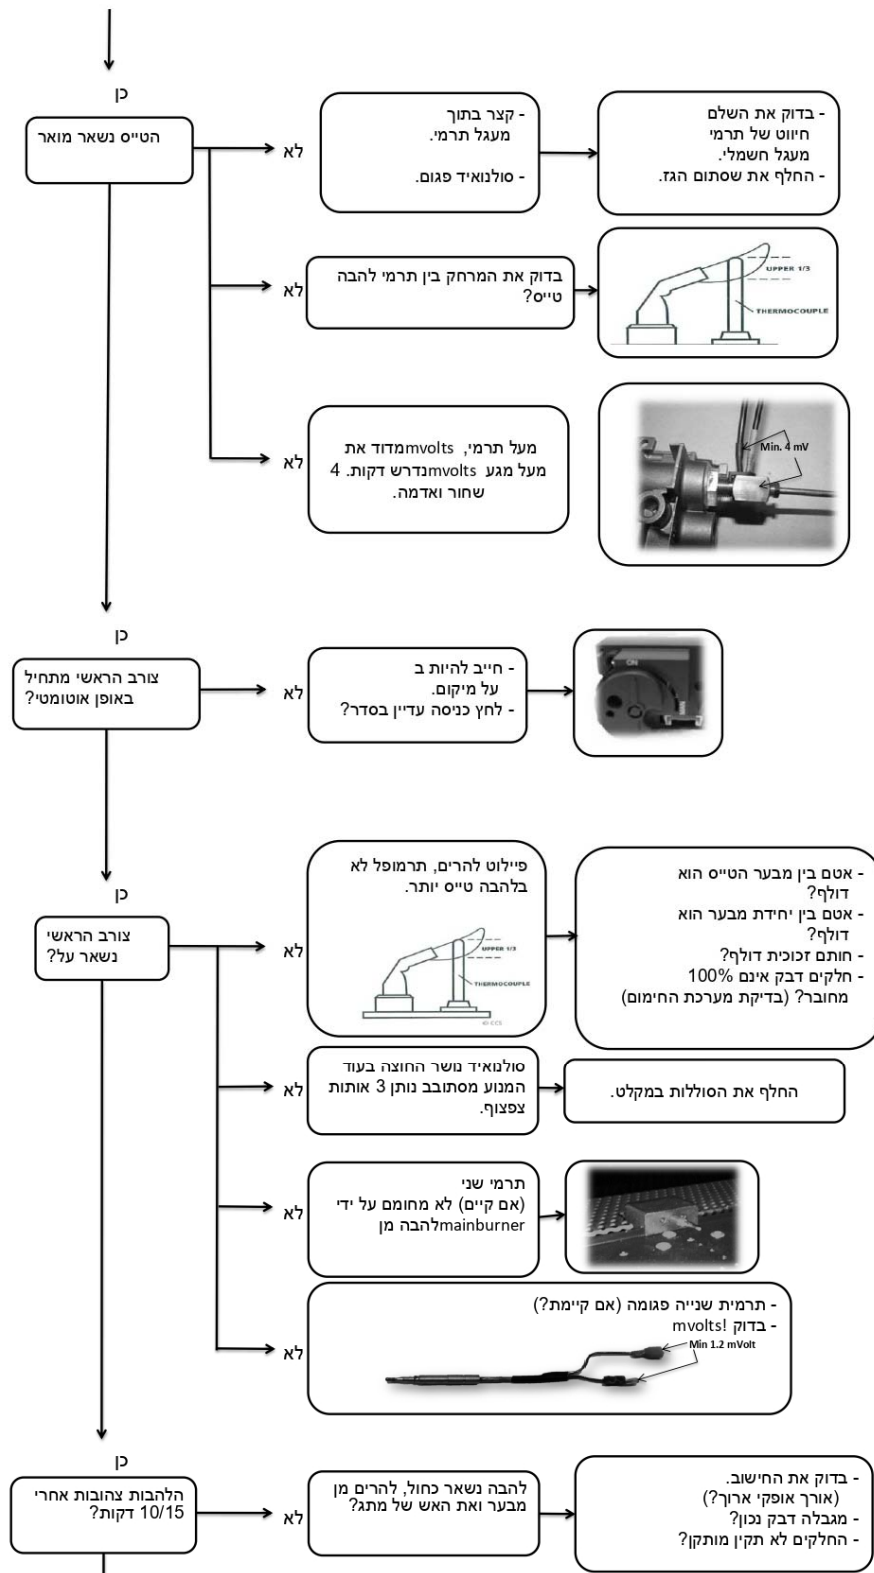 כן
הטייס נשאר מואר
לא
- קצר בתוך
מעגל תרמי.
- סולנואיד פגום.
- בדוק את השלם
חיווט של תרמי
מעגל חשמלי.
- החלף את שסתום הגז.
לא
בדוק את המרחק בין תרמי להבה
טייס?
UPPER 1/3
THERMOCOUPLE
לא
מעל תרמי, mvoltsמדוד את
מעל מגע mvoltsנדרש דקות. 4
שחור ואדמה.
Min. 4 mV
כן
צורב הראשי מתחיל
באופן אוטומטי?
לא
- חייב להיות ב
על מיקום.
- לחץ כניסה עדיין בסדר?
ON
כן
צורב הראשי
נשאר על?
לא
פיילוט להרים, תרמופל לא
בלהבה טייס יותר.
UPPER 1/3
THERMOCOUPLE
© CCS
- אטם בין מבער הטייס הוא
דולף?
- אטם בין יחידת מבער הוא
דולף?
- חותם זכוכית דולף?
- חלקים דבק אינם 100%
מחובר? (בדיקת מערכת החימום)
לא
סולנואיד נושר החוצה בעוד
המנוע מסתובב נותן 3 אותות
צפצוף.
החלף את הסוללות במקלט.
לא
תרמי שני
(אם קיים) לא מחומם על ידי
mainburnerלהבה מן
לא
- תרמית שנייה פגומה (אם קיימת?)
- בדוק !mvolts
Min 1.2 mVolt
כן
הלהבות צהובות אחרי
10/15 דקות?
לא
להבה נשאר כחול, להרים מן
מבער ואת האש של מתג?
- בדוק את החישוב.
(אורך אופקי ארוך?)
- מגבלה דבק נכון?
- החלקים לא תקין מותקן?